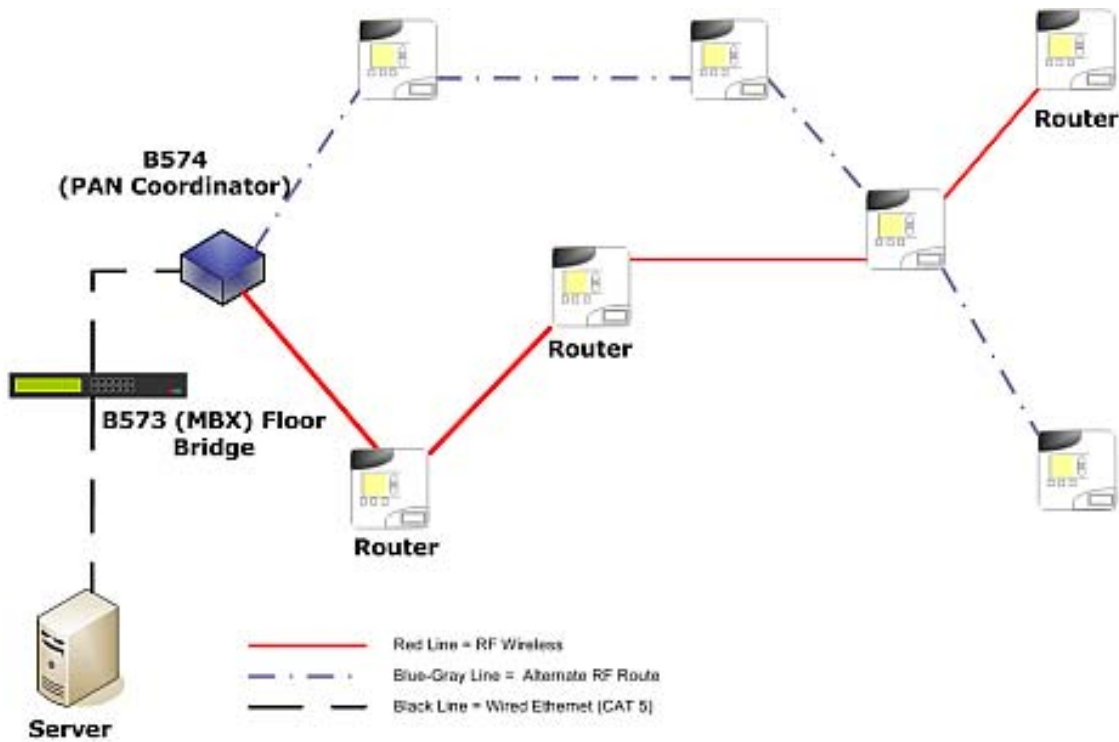 Router
B574
(PAN Coordinator)
Router
B573 (MBX) Floor
Bridge
Router
Red Line = RF Wireless
Blue-Gray Line = Alternate RF Route
Black Line = Wired Ethernet (CAT 5)
Server